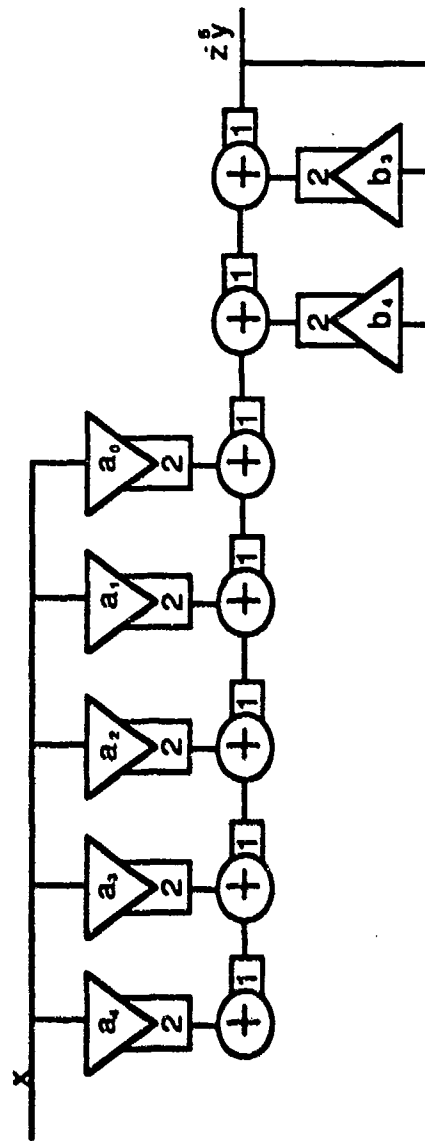 x
a₄ a₃ a₂ a₁ a₀
2 2 2 2 2
+ 1 + 1 + 1 + 1 + 1 + 1 + 1 z⁻⁵y
2 2
b₄ b₃